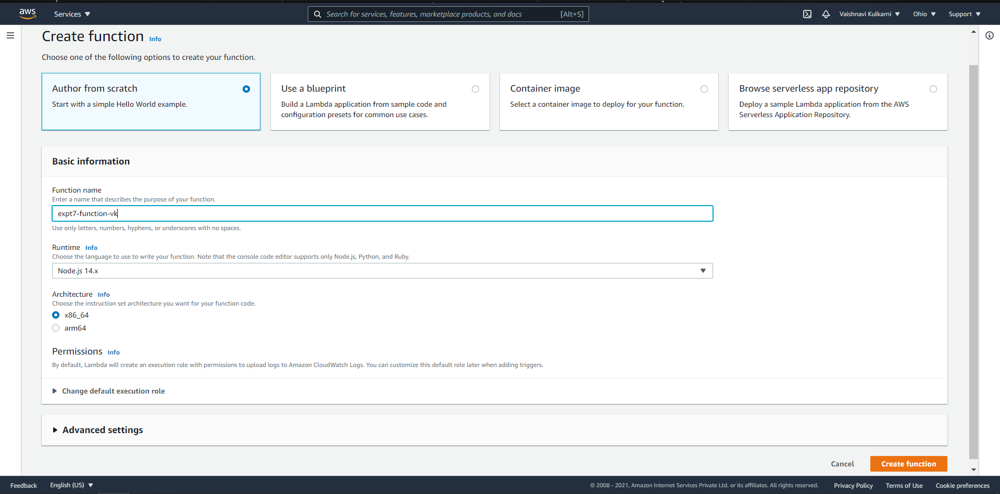 aws Services Search for services, features, marketplace products, and docs [Alt+S] Vaishnavi Kulkarni Ohio Support
Create function Info
Choose one of the following options to create your function.
Author from scratch
Start with a simple Hello World example.
Use a blueprint
Build a Lambda application from sample code and
configuration presets for common use cases.
Container image
Select a container image to deploy for your function.
Browse serverless app repository
Deploy a sample Lambda application from the AWS
Serverless Application Repository.
Basic information
Function name
Enter a name that describes the purpose of your function.
expt7-function-vk
Use only letters, numbers, hyphens, or underscores with no spaces.
Runtime Info
Choose the language to use to write your function. Note that the console code editor supports only Node.js, Python, and Ruby.
Node.js 14.x
Architecture Info
Choose the instruction set architecture you want for your function code.
x86_64
arm64
Permissions Info
By default, Lambda will create an execution role with permissions to upload logs to Amazon CloudWatch Logs. You can customize this default role later when adding triggers.
Change default execution role
Advanced settings
Cancel Create function
Feedback English (US) © 2008 - 2021, Amazon Internet Services Private Ltd. or its affiliates. All rights reserved. Privacy Policy Terms of Use Cookie preferences